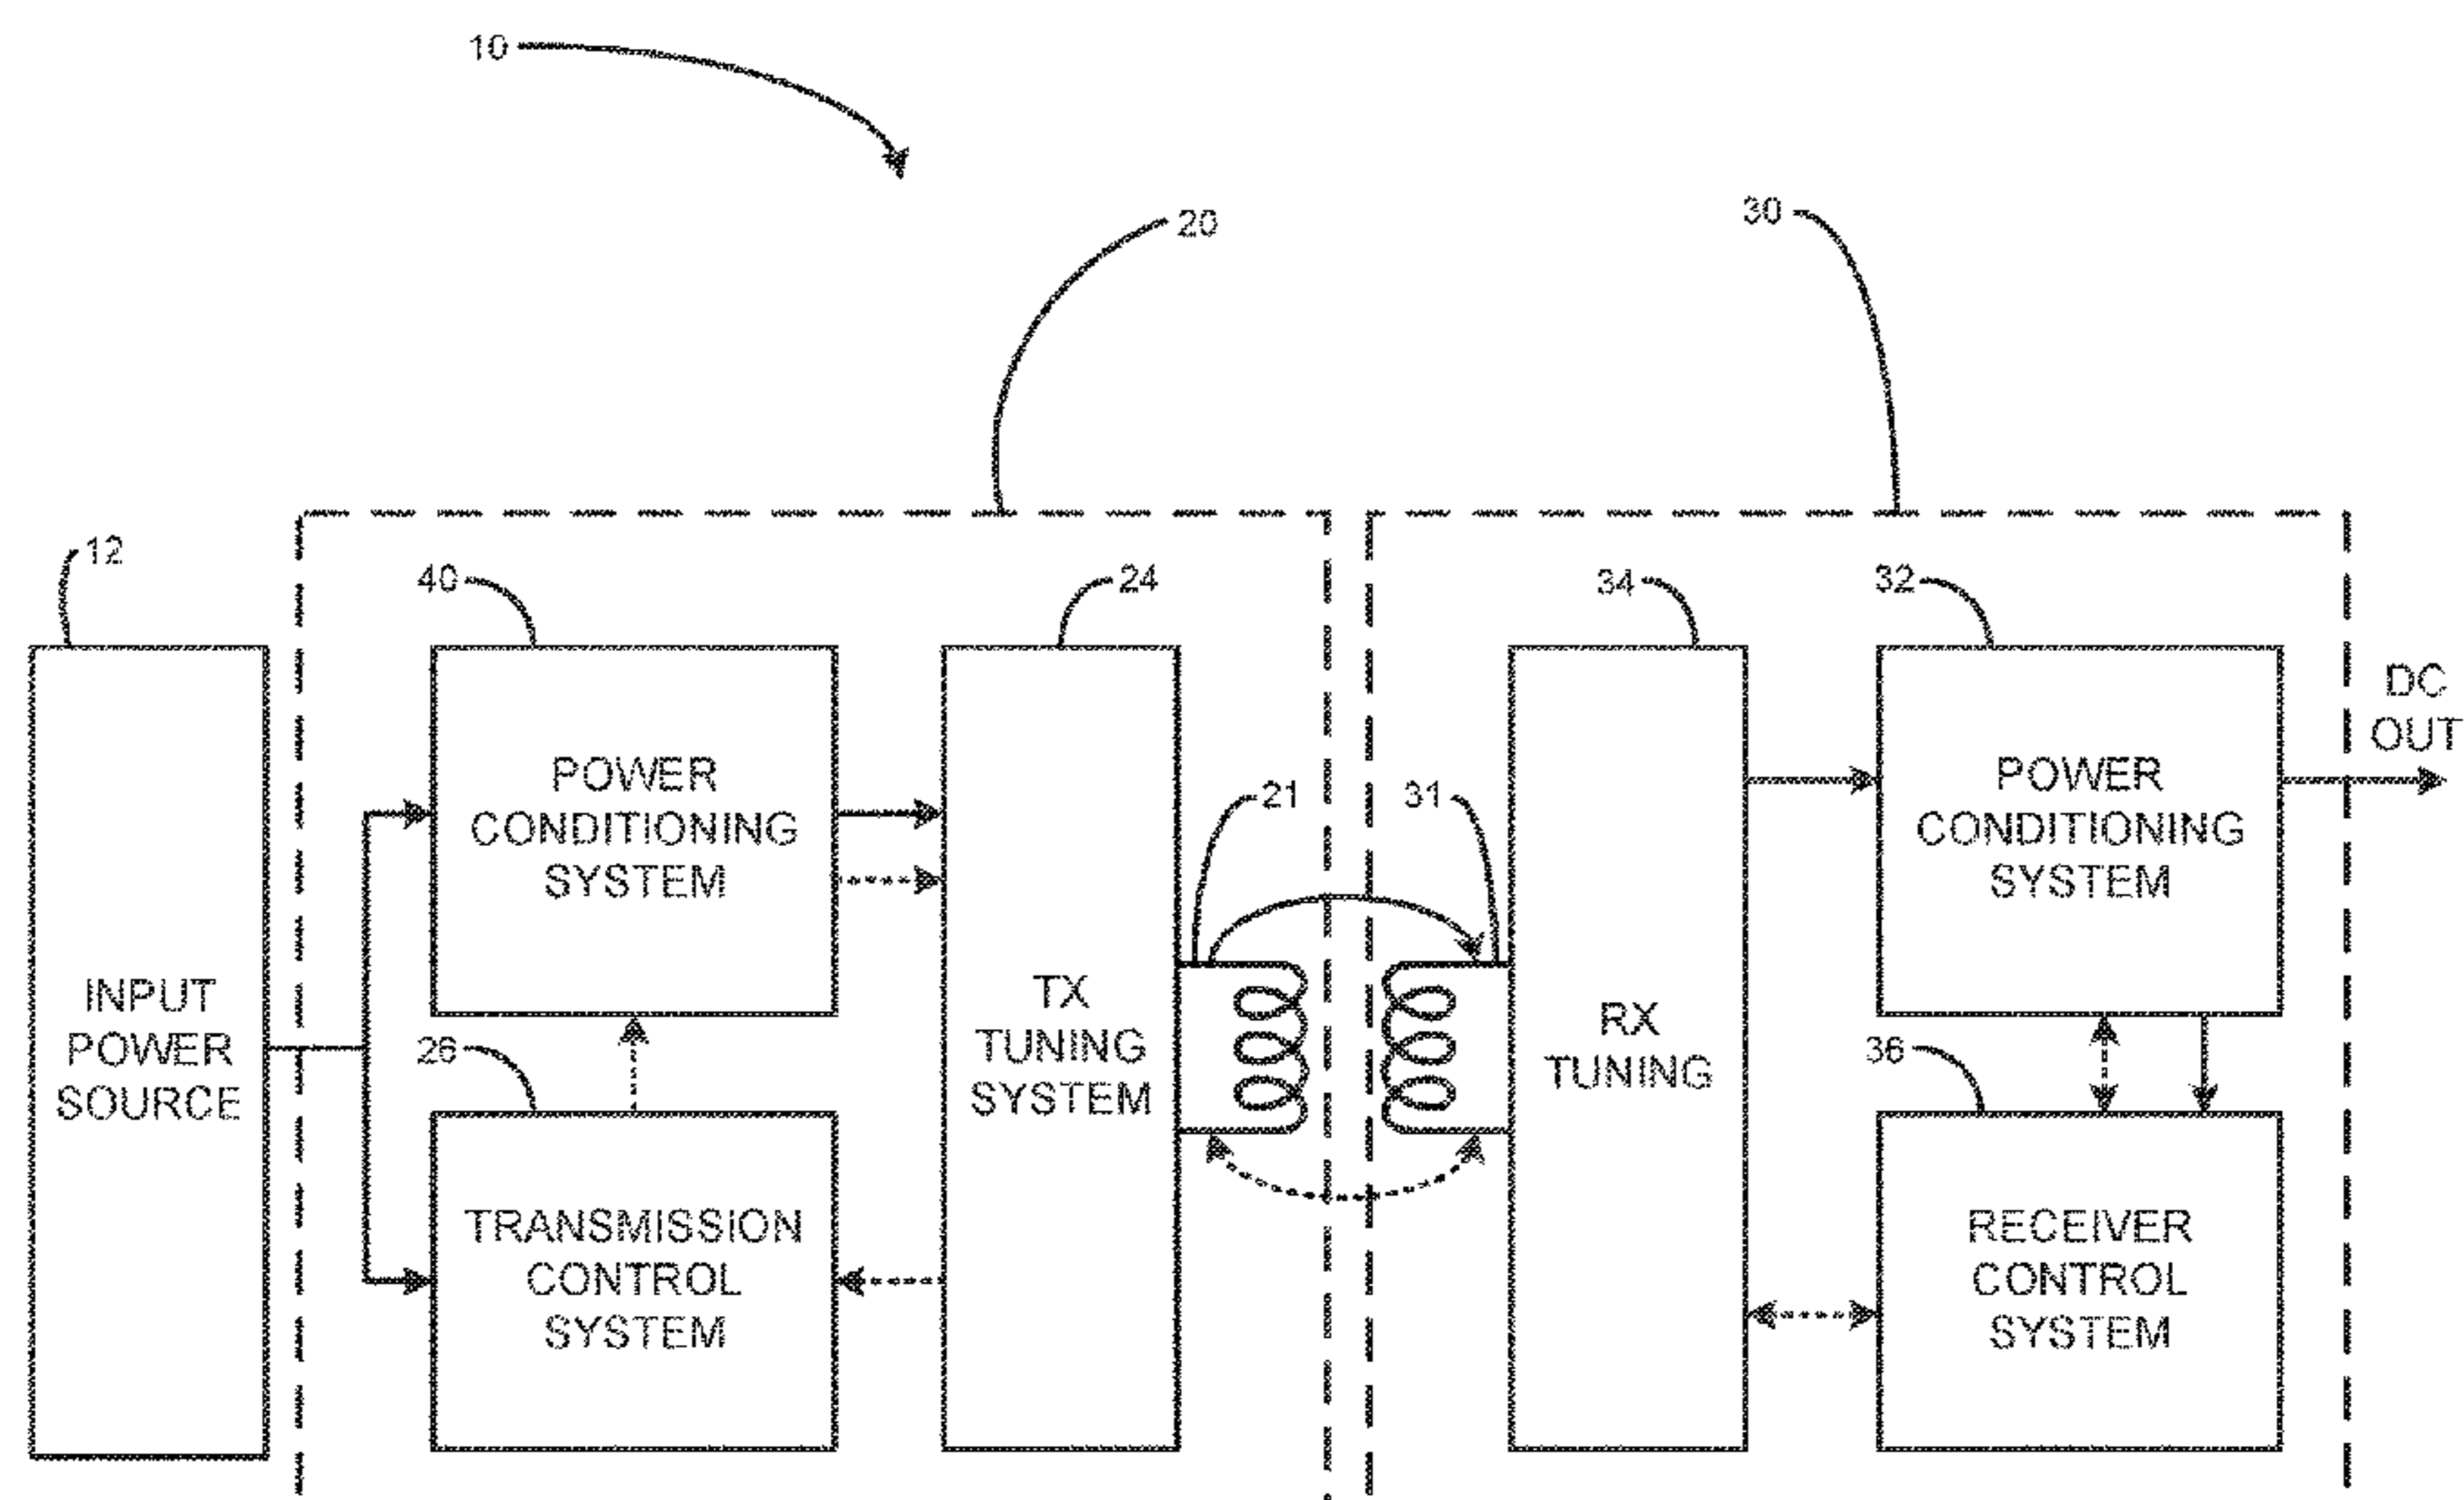 10
20
30
12
40
24
34
32
DC
OUT
POWER
CONDITIONING
SYSTEM
POWER
CONDITIONING
SYSTEM
21
31
INPUT
POWER
SOURCE
TX
TUNING
SYSTEM
RX
TUNING
26
36
TRANSMISSION
CONTROL
SYSTEM
RECEIVER
CONTROL
SYSTEM